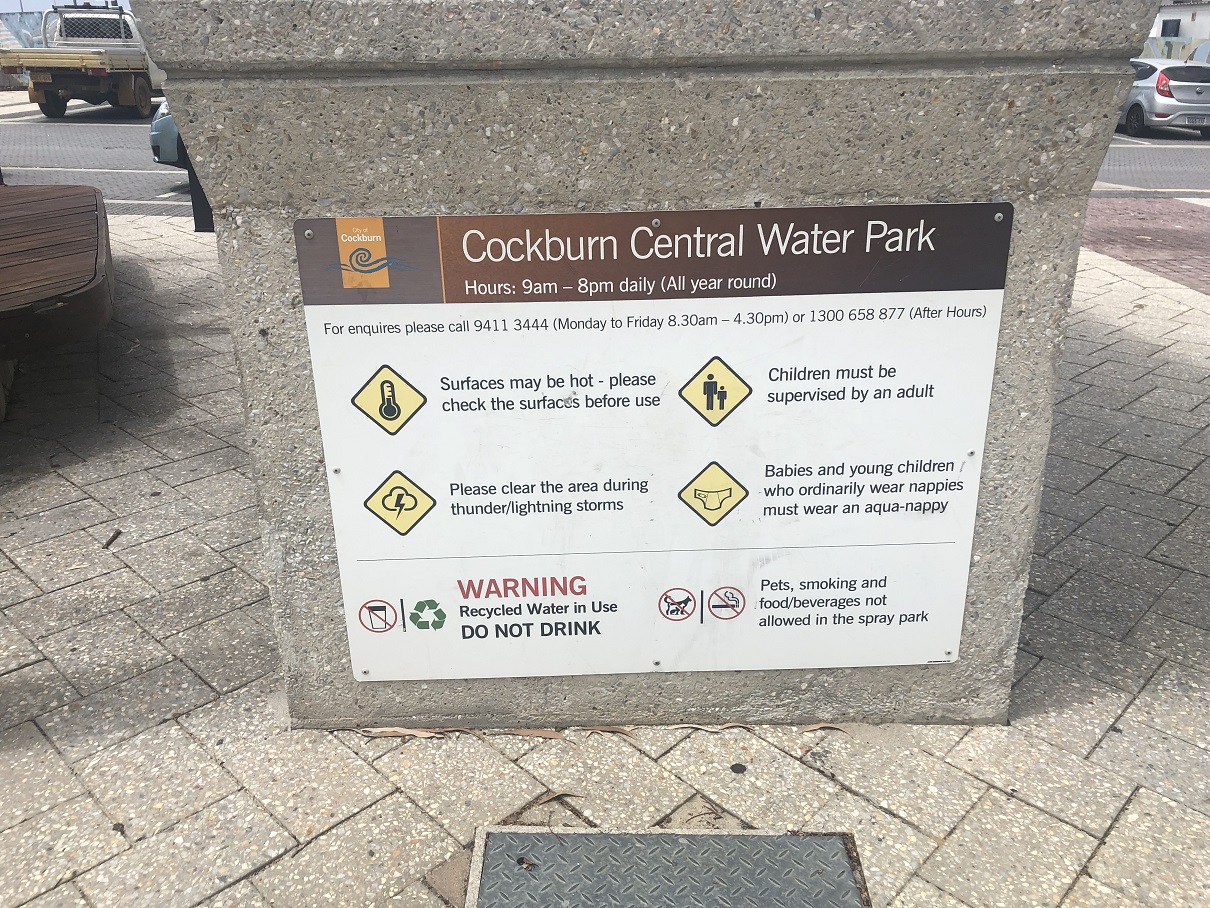 City of
Cockburn
Cockburn Central Water Park
Hours: 9am – 8pm daily (All year round)
For enquires please call 9411 3444 (Monday to Friday 8.30am – 4.30pm) or 1300 658 877 (After Hours)
Surfaces may be hot - please
check the surfaces before use
Children must be
supervised by an adult
Please clear the area during
thunder/lightning storms
Babies and young children
who ordinarily wear nappies
must wear an aqua-nappy
WARNING
Recycled Water in Use
DO NOT DRINK
Pets, smoking and
food/beverages not
allowed in the spray park